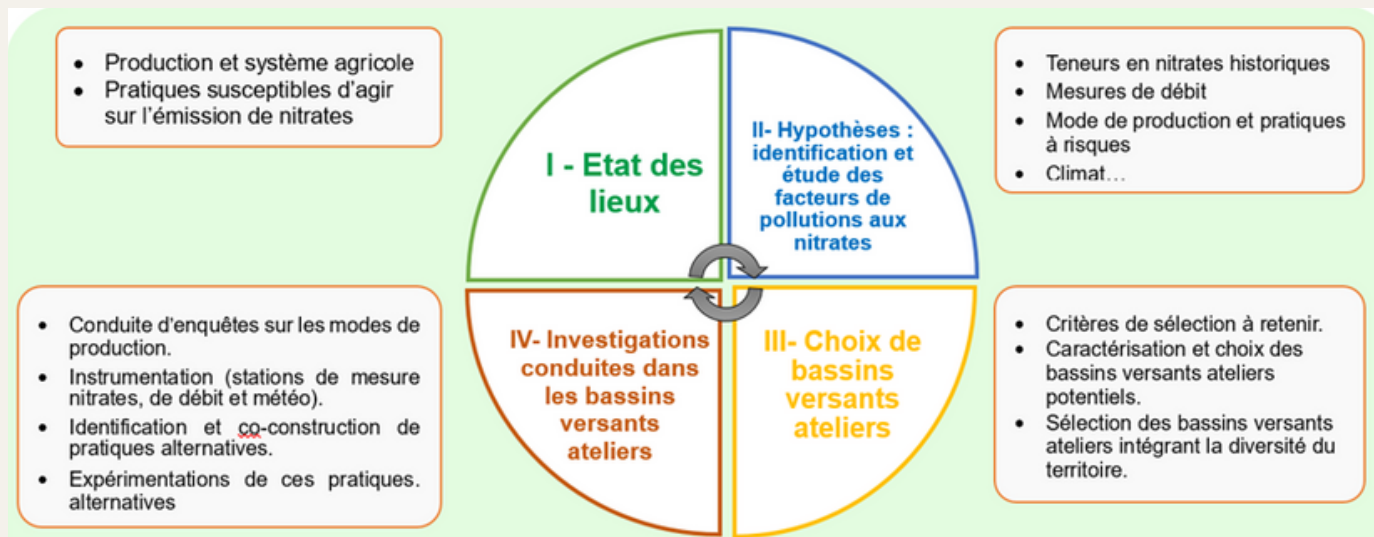 • Production et système agricole
• Pratiques susceptibles d'agir
sur l'émission de nitrates
I - Etat des
lieux
II- Hypothèses :
identification et
étude des
facteurs de
pollutions aux
nitrates
• Teneurs en nitrates historiques
• Mesures de débit
• Mode de production et pratiques
à risques
• Climat…
• Conduite d'enquêtes sur les modes de
production.
• Instrumentation (stations de mesure
nitrates, de débit et météo).
• Identification et co-construction de
pratiques alternatives.
• Expérimentations de ces pratiques.
alternatives
IV- Investigations
conduites dans
les bassins
versants
ateliers
III- Choix de
bassins
versants
ateliers
• Critères de sélection à retenir.
• Caractérisation et choix des
bassins versants ateliers
potentiels.
• Sélection des bassins versants
ateliers intégrant la diversité du
territoire.